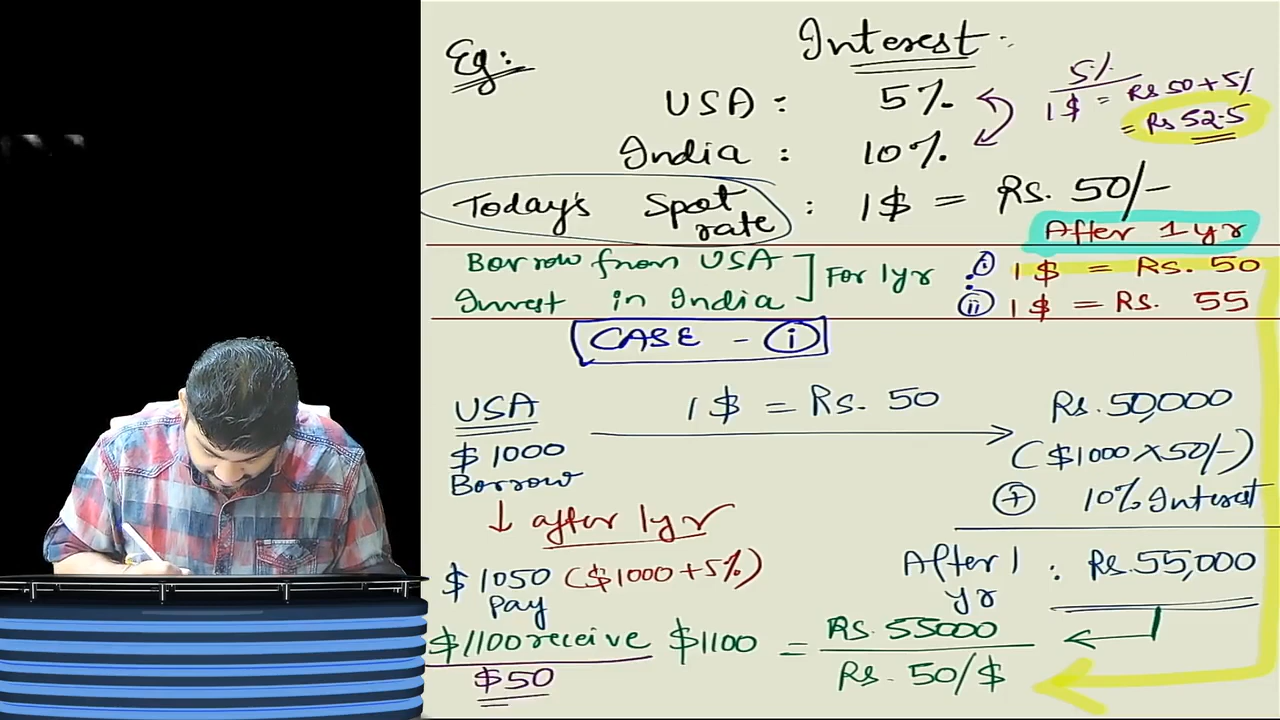 Eg:
Interest:
USA : 5%
India : 10%
5%
1$ = Rs 50 + 5%
= Rs 52.5
Today's Spot rate : 1$ = Rs. 50/-
After 1 yr
Borrow from USA
Invest in India
For 1yr
(i) 1$ = Rs. 50
(ii) 1$ = Rs. 55
CASE - (i)
USA
1$ = Rs. 50
Rs. 50,000
$1000
($1000 X 50/-)
Borrow
(+) 10% Interest
↓ after 1yr
After 1 yr : Rs. 55,000
$1050 ($1000 + 5%)
Pay
$1100 receive
$1100 = Rs. 55000
Rs. 50/$
$50